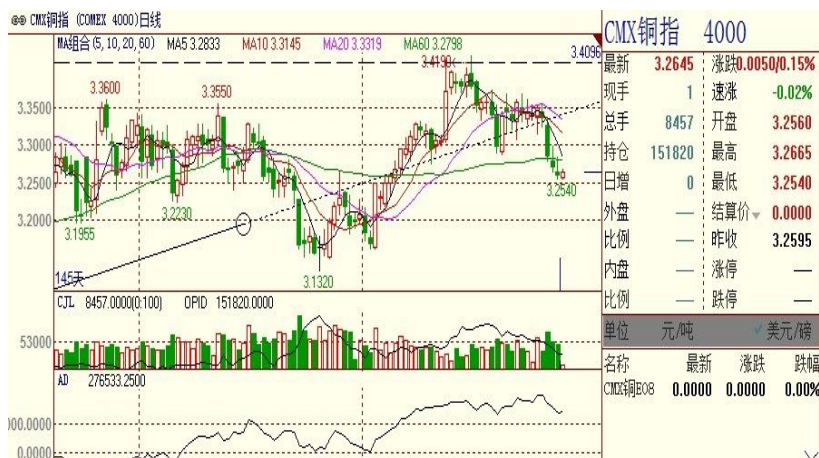 CMX铜指 (COMEX 4000)日线
MA组合(5, 10, 20, 60) MA5 3.2833 MA10 3.3145 MA20 3.3319 MA60 3.2798
3.4096
3.4190
3.3600
3.3550
3.3500
3.3000
3.2500
3.2000
3.2230
3.1955
3.2540
3.1320
145天
CJL 8457.0000(0:100) OPID 151820.0000
53000
AD 276533.2500
000.0000
0.0000
CMX铜指 4000
最新 3.2645 涨跌0.0050/0.15%
现手 1 速涨 -0.02%
总手 8457 开盘 3.2560
持仓 151820 最高 3.2665
日增 0 最低 3.2540
外盘 — 结算价 0.0000
比例 — 昨收 3.2595
内盘 — 涨停 —
比例 — 跌停 —
单位 元/吨 ✓美元/磅
名称 最新 涨跌 跌幅
CMX铜E08 0.0000 0.0000 0.00%